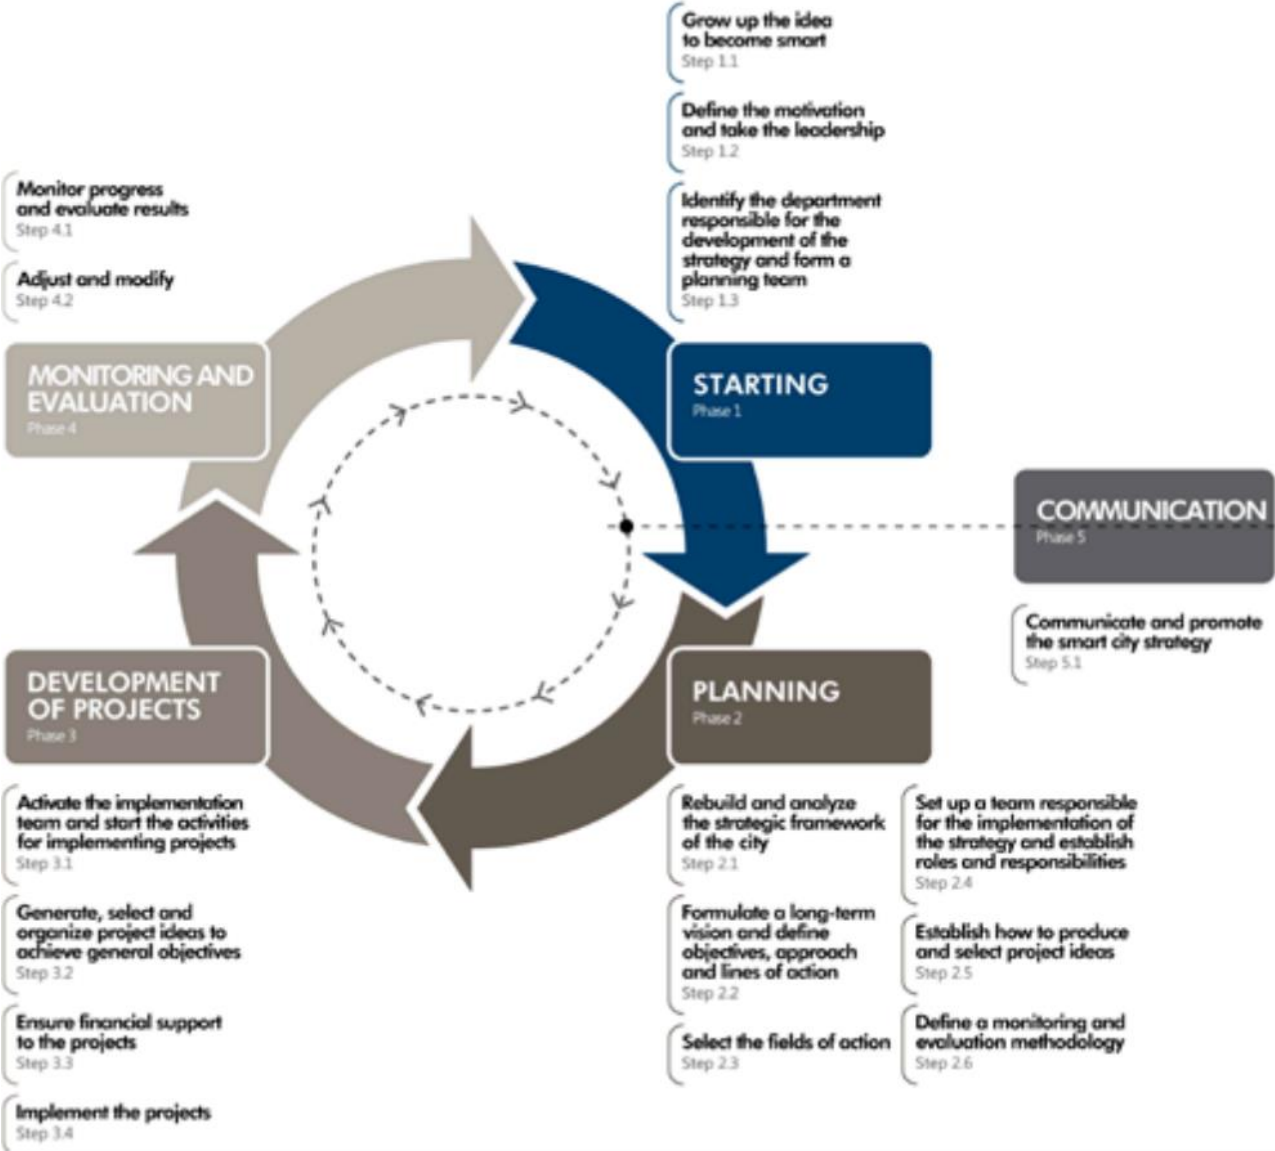 Grow up the idea
to become smart
Step 1.1
Define the motivation
and take the leadership
Step 1.2
Identify the department
responsible for the
development of the
strategy and form a
planning team
Step 1.3
STARTING
Phase 1
COMMUNICATION
Phase 5
Communicate and promote
the smart city strategy
Step 5.1
PLANNING
Phase 2
Rebuild and analyze
the strategic framework
of the city
Step 2.1
Formulate a long-term
vision and define
objectives, approach
and lines of action
Step 2.2
Select the fields of action
Step 2.3
Set up a team responsible
for the implementation of
the strategy and establish
roles and responsibilities
Step 2.4
Establish how to produce
and select project ideas
Step 2.5
Define a monitoring and
evaluation methodology
Step 2.6
DEVELOPMENT
OF PROJECTS
Phase 3
Activate the implementation
team and start the activities
for implementing projects
Step 3.1
Generate, select and
organize project ideas to
achieve general objectives
Step 3.2
Ensure financial support
to the projects
Step 3.3
Implement the projects
Step 3.4
Monitor progress
and evaluate results
Step 4.1
Adjust and modify
Step 4.2
MONITORING AND
EVALUATION
Phase 4